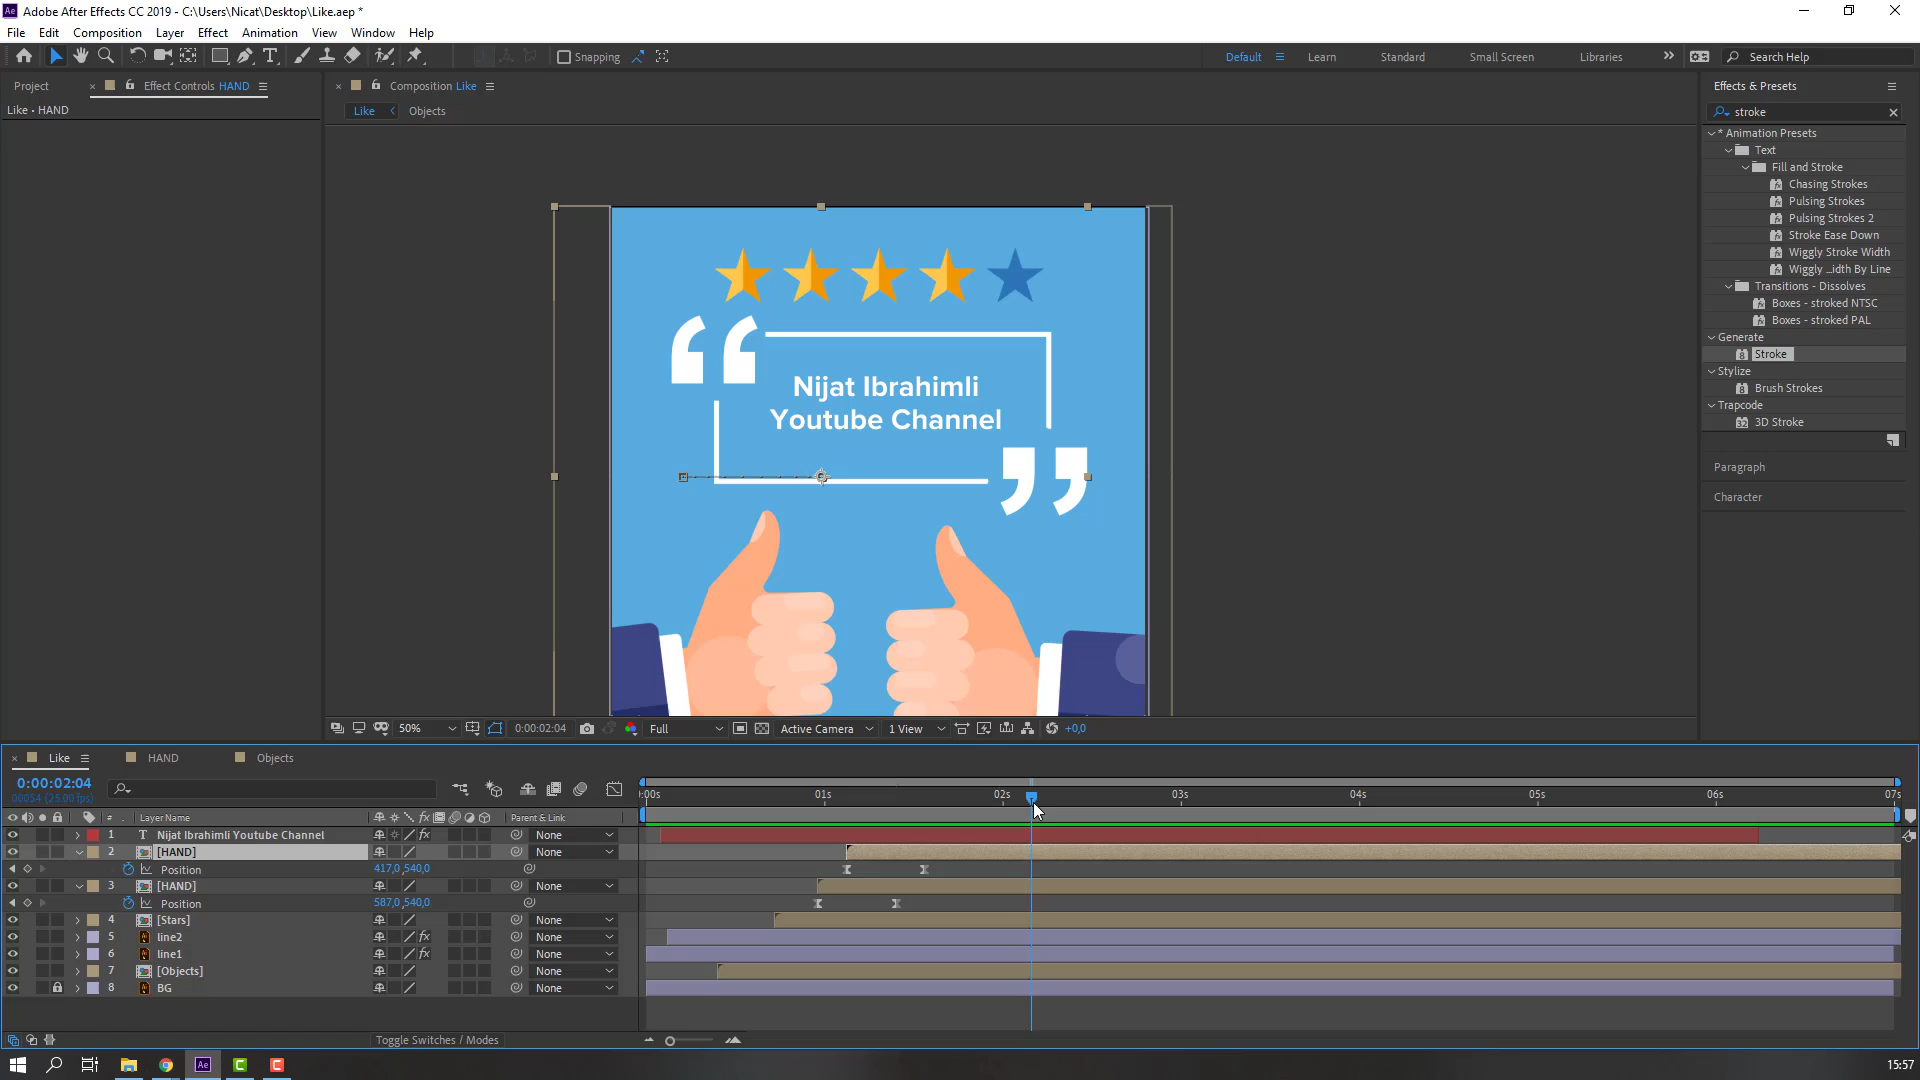 Adobe After Effects CC 2019 - C:\Users\Nicat\Desktop\Like.aep *
File Edit Composition Layer Effect Animation View Window Help
Snapping Default Learn Standard Small Screen Libraries Search Help
Project Effect Controls HAND
Like • HAND
Composition Like
Like Objects
Effects & Presets
stroke
* Animation Presets
Text
Fill and Stroke
Chasing Strokes
Pulsing Strokes
Pulsing Strokes 2
Stroke Ease Down
Wiggly Stroke Width
Wiggly ...idth By Line
Transitions - Dissolves
Boxes - stroked NTSC
Boxes - stroked PAL
Generate
Stroke
Stylize
Brush Strokes
Trapcode
3D Stroke
Paragraph
Character
“
Nijat Ibrahimli
Youtube Channel
”
50% 0:00:02:04 Full Active Camera 1 View +0,0
Like HAND Objects
0:00:02:04
00054 (25.00 fps)
:00s 01s 02s 03s 04s 05s 06s 07s
# Layer Name Parent & Link
1 T Nijat Ibrahimli Youtube Channel fx None
2 [HAND] None
Position 417,0,540,0
3 [HAND] None
Position 587,0,540,0
4 [Stars] None
5 line2 fx None
6 line1 fx None
7 [Objects] None
8 BG None
Toggle Switches / Modes
15:57